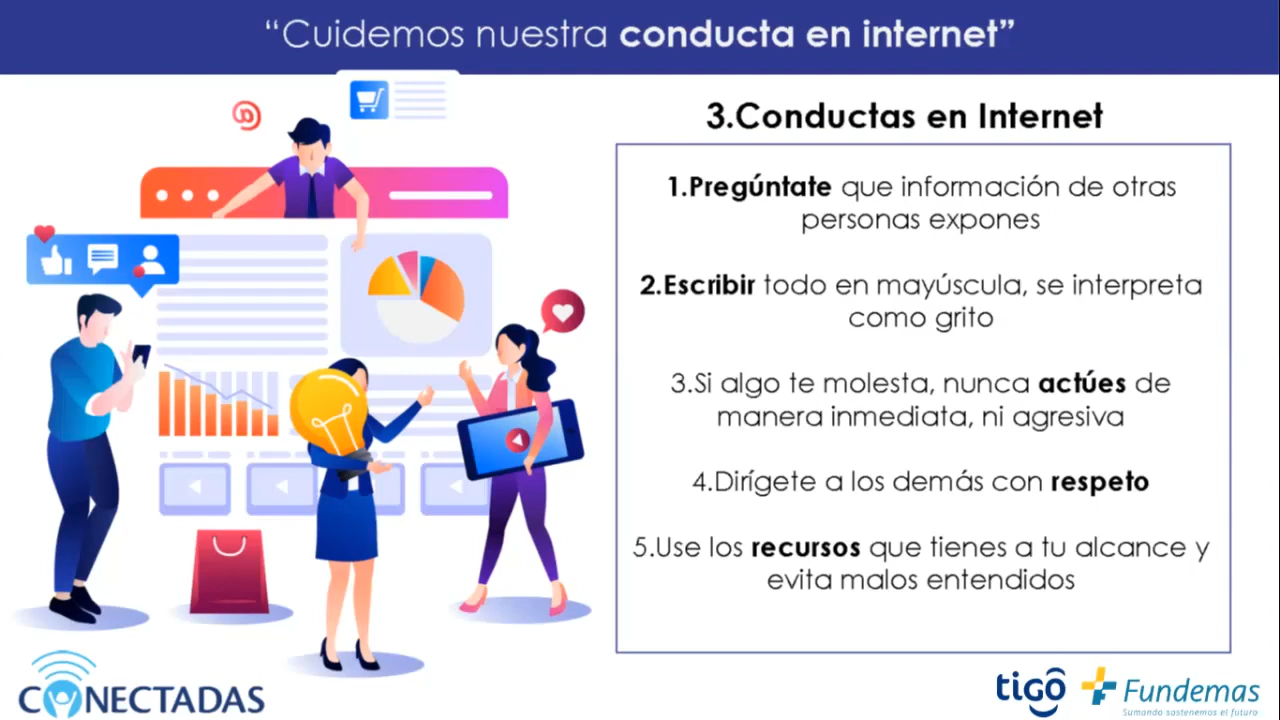 “Cuidemos nuestra conducta en internet”
@
3.Conductas en Internet
1.Pregúntate que información de otras
personas expones
2.Escribir todo en mayúscula, se interpreta
como grito
3.Si algo te molesta, nunca actúes de
manera inmediata, ni agresiva
4.Dirígete a los demás con respeto
5.Use los recursos que tienes a tu alcance y
evita malos entendidos
CONECTADAS
tigo
Fundemas
Sumando sostenemos el futuro